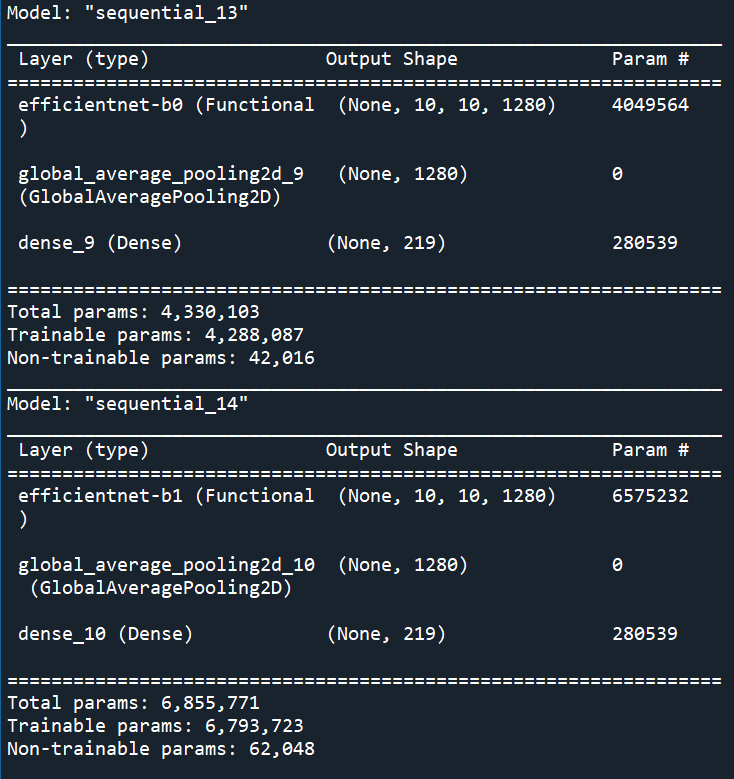 Model: "sequential_13"
_________________________________________________________________
 Layer (type)                Output Shape              Param #
=================================================================
 efficientnet-b0 (Functional  (None, 10, 10, 1280)     4049564
 )
 global_average_pooling2d_9   (None, 1280)             0
 (GlobalAveragePooling2D)
 dense_9 (Dense)             (None, 219)               280539
=================================================================
Total params: 4,330,103
Trainable params: 4,288,087
Non-trainable params: 42,016
_________________________________________________________________
Model: "sequential_14"
_________________________________________________________________
 Layer (type)                Output Shape              Param #
=================================================================
 efficientnet-b1 (Functional  (None, 10, 10, 1280)     6575232
 )
 global_average_pooling2d_10  (None, 1280)             0
  (GlobalAveragePooling2D)
 dense_10 (Dense)            (None, 219)               280539
=================================================================
Total params: 6,855,771
Trainable params: 6,793,723
Non-trainable params: 62,048